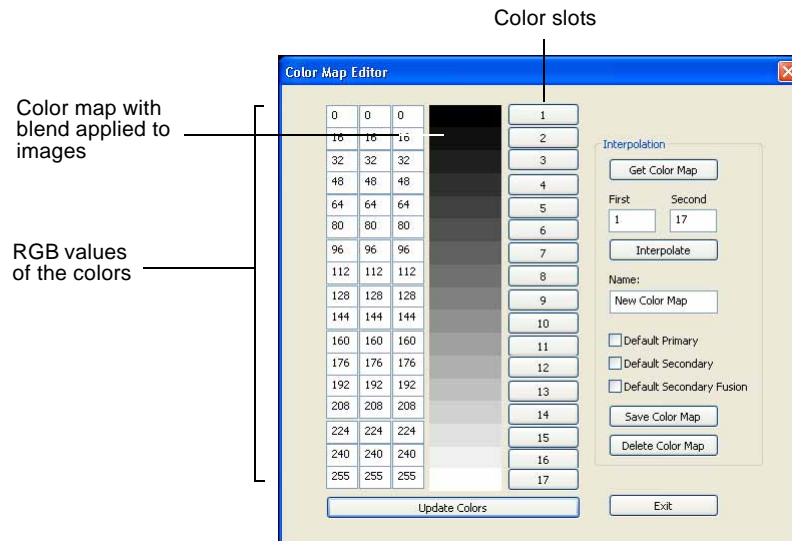 Color slots
Color Map Editor
Color map with
blend applied to
images
RGB values
of the colors
0 0 0 1
16 16 16 2
32 32 32 3
48 48 48 4
64 64 64 5
80 80 80 6
96 96 96 7
112 112 112 8
128 128 128 9
144 144 144 10
160 160 160 11
176 176 176 12
192 192 192 13
208 208 208 14
224 224 224 15
240 240 240 16
255 255 255 17
Update Colors
Interpolation
Get Color Map
First Second
1 17
Interpolate
Name:
New Color Map
Default Primary
Default Secondary
Default Secondary Fusion
Save Color Map
Delete Color Map
Exit